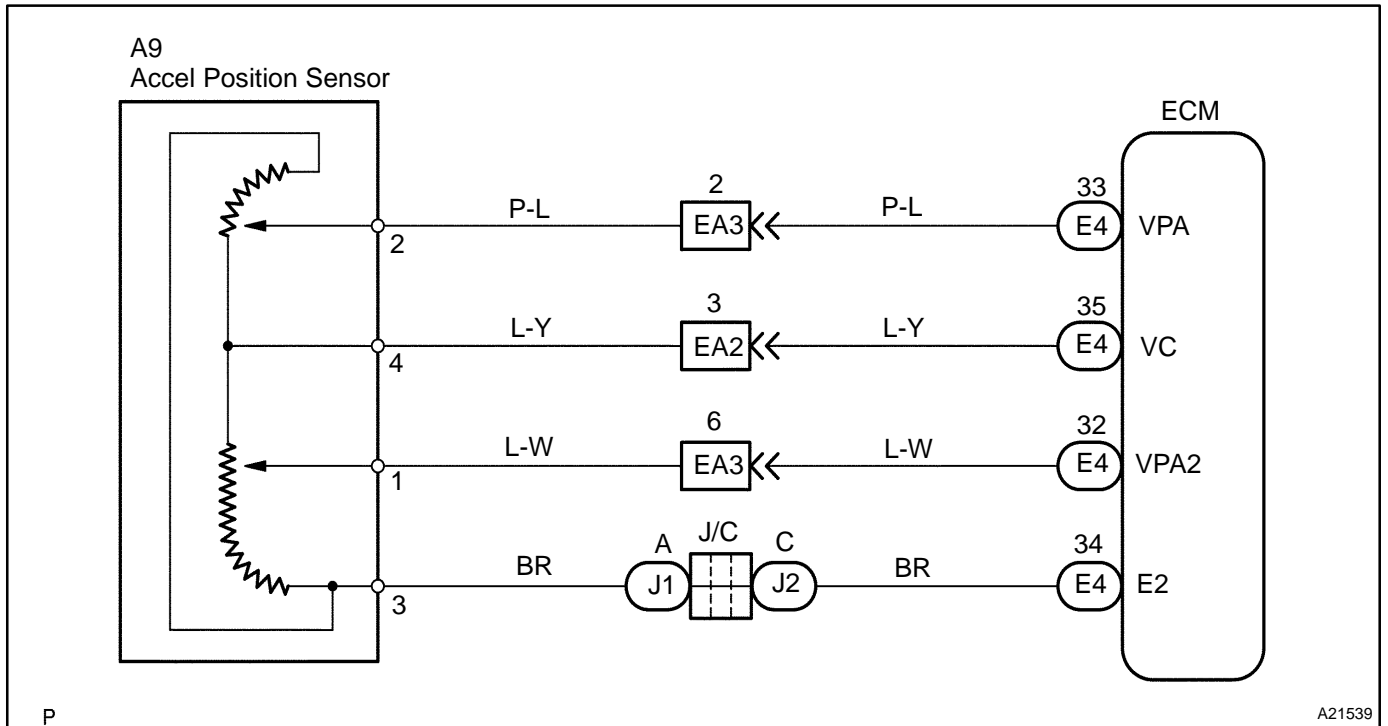 A9
Accel Position Sensor
ECM
P-L
2
EA3
P-L
33
E4
VPA
2
L-Y
3
EA2
L-Y
35
E4
VC
4
L-W
6
EA3
L-W
32
E4
VPA2
1
BR
A
J/C
C
J1
J2
BR
34
E4
E2
3
P
A21539